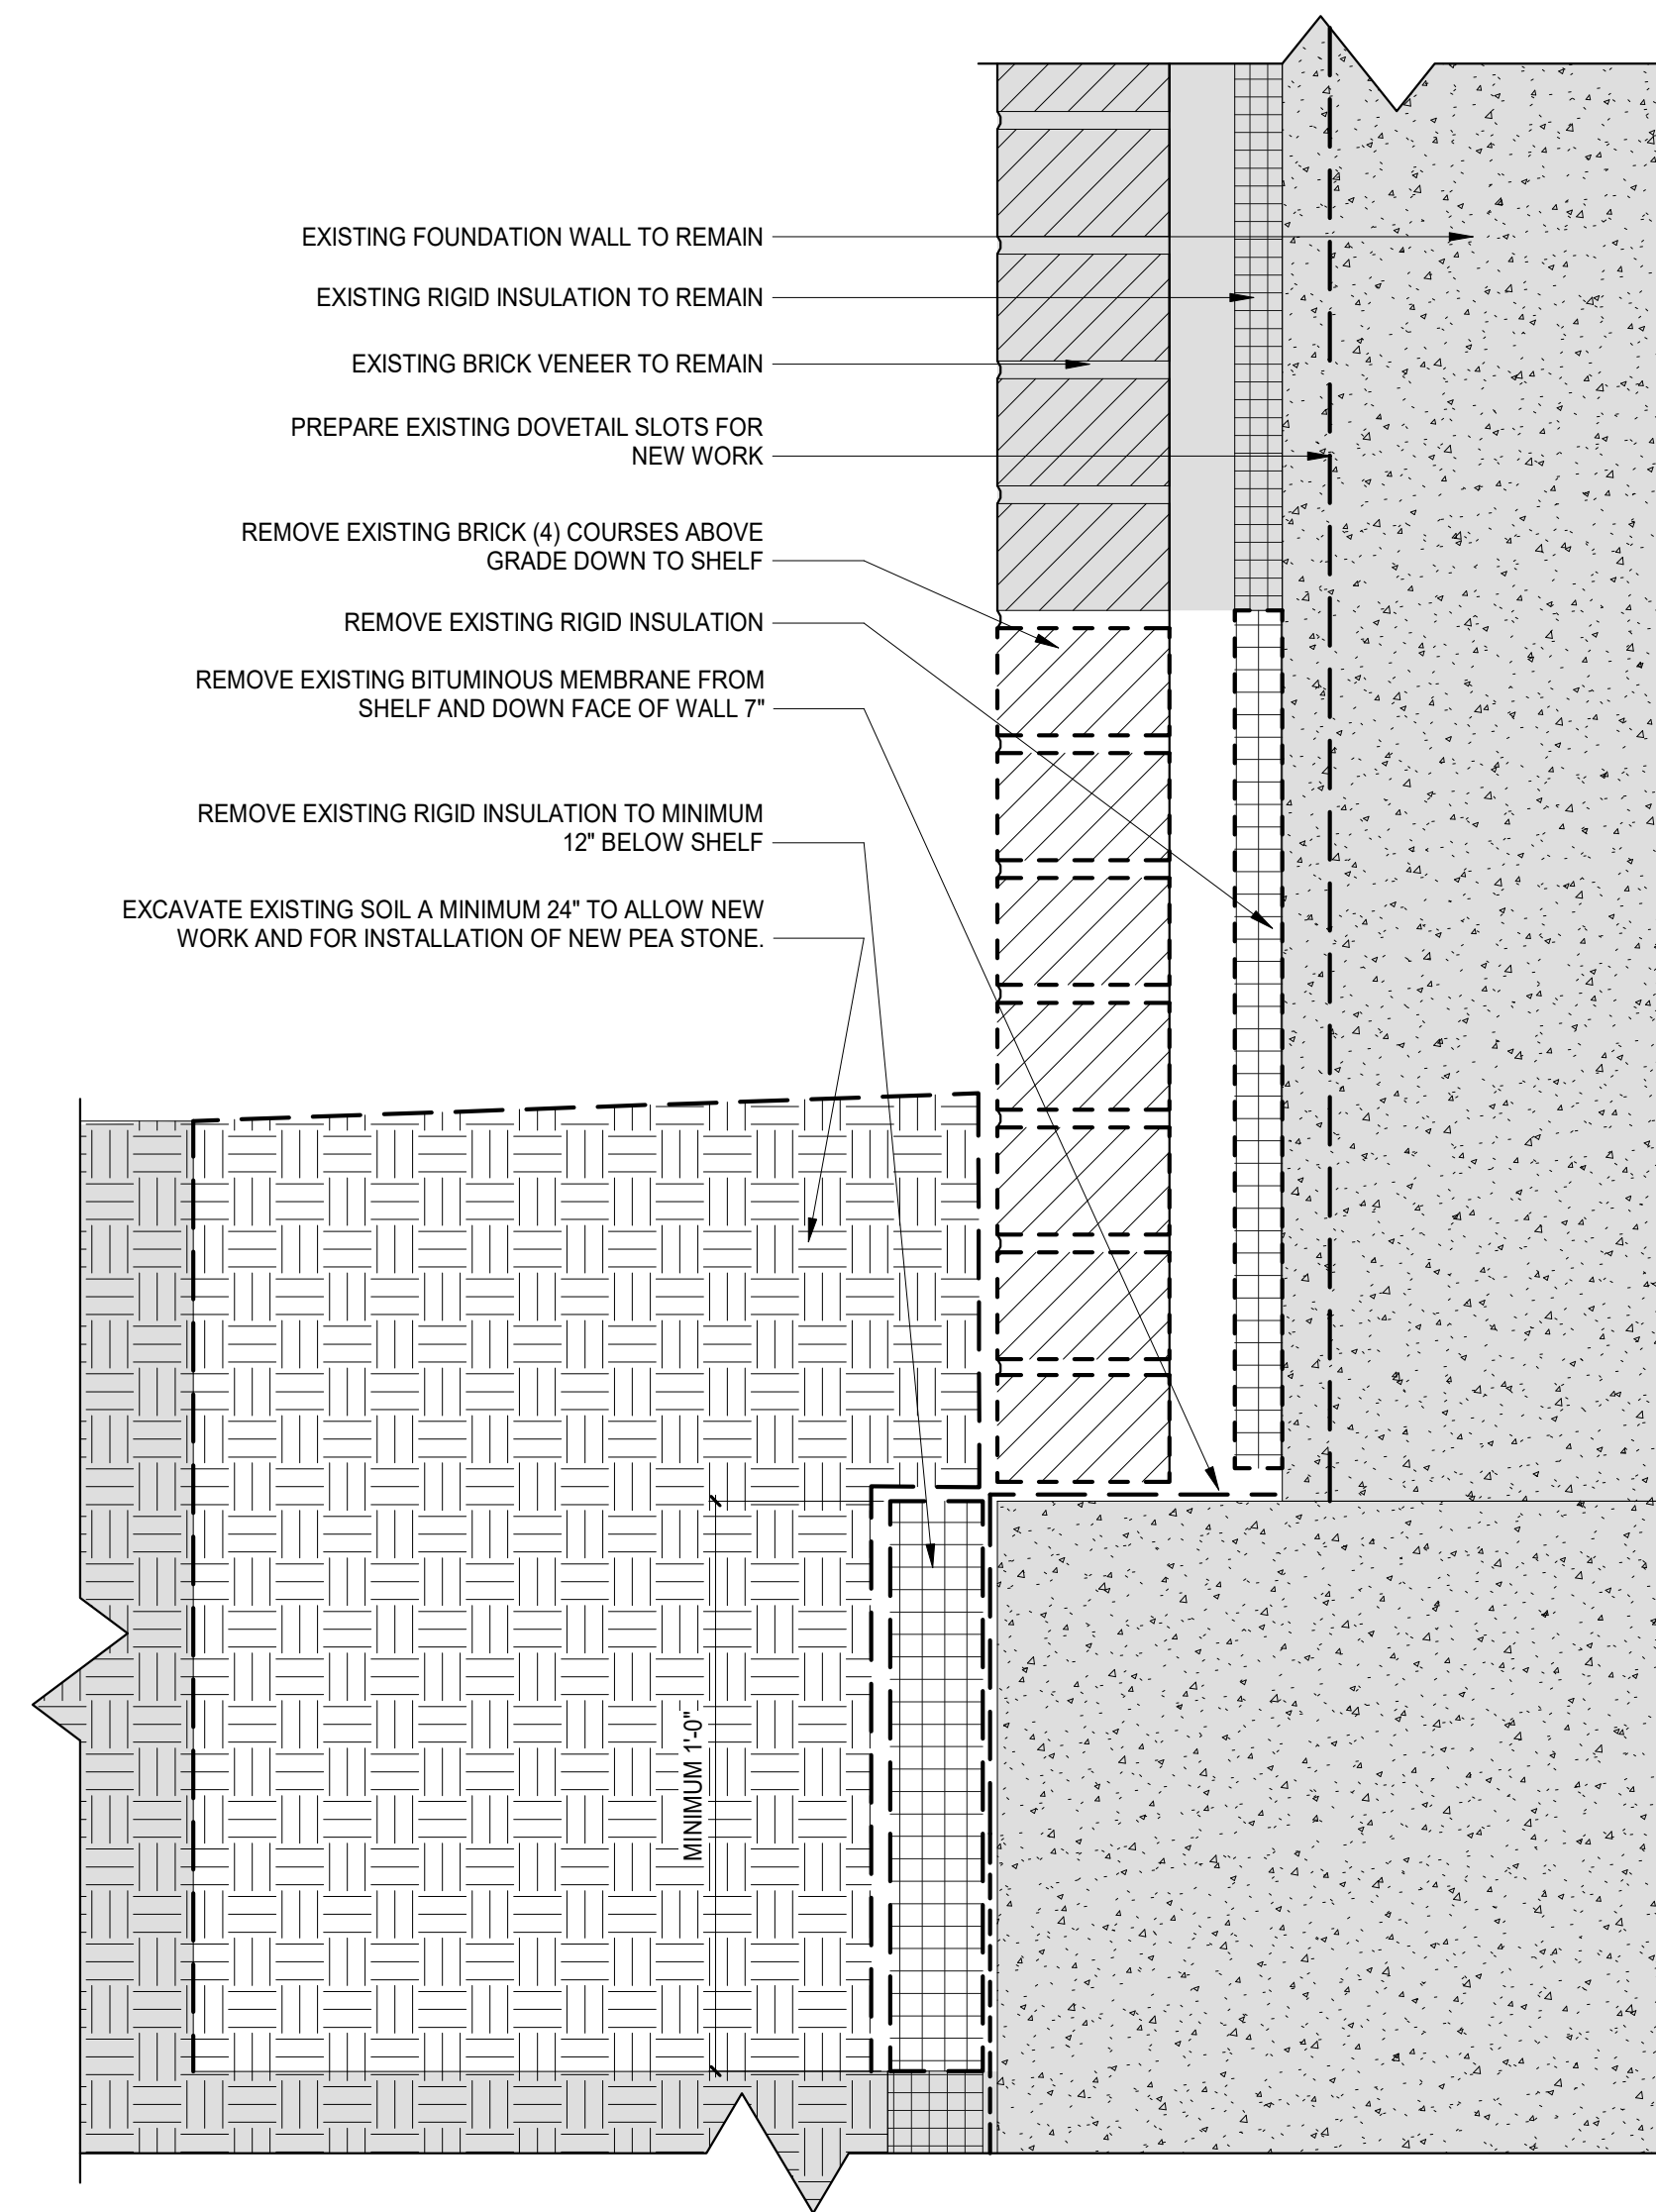 EXISTING FOUNDATION WALL TO REMAIN
EXISTING RIGID INSULATION TO REMAIN
EXISTING BRICK VENEER TO REMAIN
PREPARE EXISTING DOVETAIL SLOTS FOR
NEW WORK
REMOVE EXISTING BRICK (4) COURSES ABOVE
GRADE DOWN TO SHELF
REMOVE EXISTING RIGID INSULATION
REMOVE EXISTING BITUMINOUS MEMBRANE FROM
SHELF AND DOWN FACE OF WALL 7"
REMOVE EXISTING RIGID INSULATION TO MINIMUM
12" BELOW SHELF
EXCAVATE EXISTING SOIL A MINIMUM 24" TO ALLOW NEW
WORK AND FOR INSTALLATION OF NEW PEA STONE.
MINIMUM 1'-0"